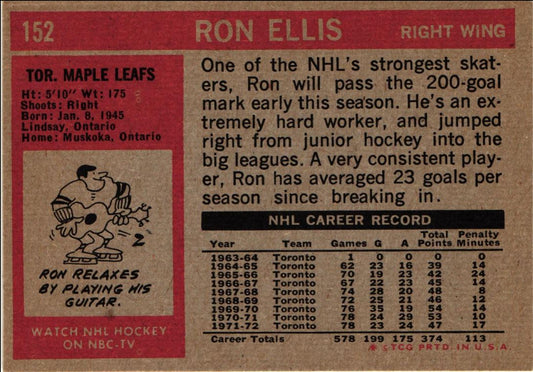 152 RON ELLIS RIGHT WING
TOR. MAPLE LEAFS
Ht: 5'10" Wt: 175
Shoots: Right
Born: Jan. 8, 1945
Lindsay, Ontario
Home: Muskoka, Ontario
RON RELAXES
BY PLAYING HIS
GUITAR.
WATCH NHL HOCKEY
ON NBC-TV
One of the NHL's strongest skat-
ers, Ron will pass the 200-goal
mark early this season. He's an ex-
tremely hard worker, and jumped
right from junior hockey into the
big leagues. A very consistent play-
er, Ron has averaged 23 goals per
season since breaking in.
NHL CAREER RECORD
Year Team Games G A Total Points Penalty Minutes
1963-64 Toronto 1 0 0 0 0
1964-65 Toronto 62 23 16 39 14
1965-66 Toronto 70 19 23 42 24
1966-67 Toronto 67 22 23 45 14
1967-68 Toronto 74 28 20 48 8
1968-69 Toronto 72 25 21 46 12
1969-70 Toronto 76 35 19 54 14
1970-71 Toronto 78 24 29 53 10
1971-72 Toronto 78 23 24 47 17
Career Totals 578 199 175 374 113
* © TCG PRTD. IN U.S.A.